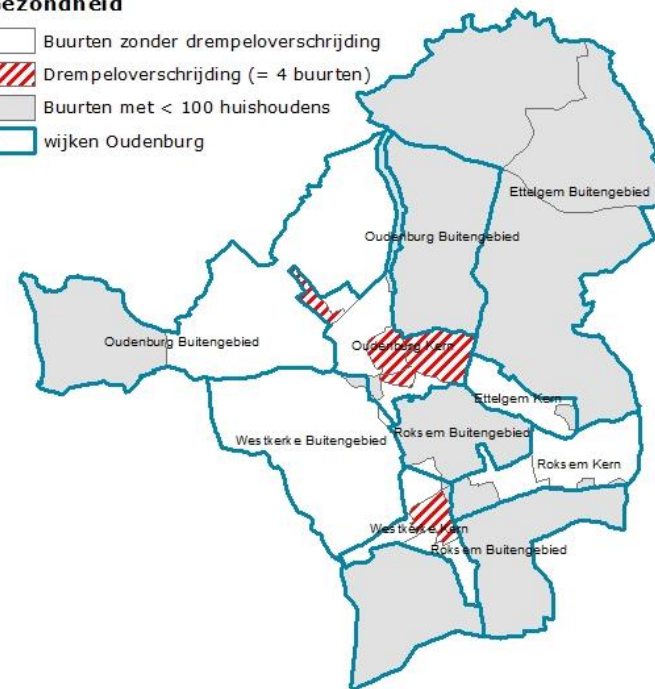 ezondheid
Buurten zonder drempeloverschrijding
Drempeloverschrijding (= 4 buurten)
Buurten met < 100 huishoudens
wijken Oudenburg
Ettelgem Buitengebied
Oudenburg Buitengebied
Oudenburg Buitengebied
Oudenburg Kern
Ettelgem Kern
Westkerke Buitengebied
Roksem Buitengebied
Roksem Kern
Westkerke Kern
Roksem Buitengebied